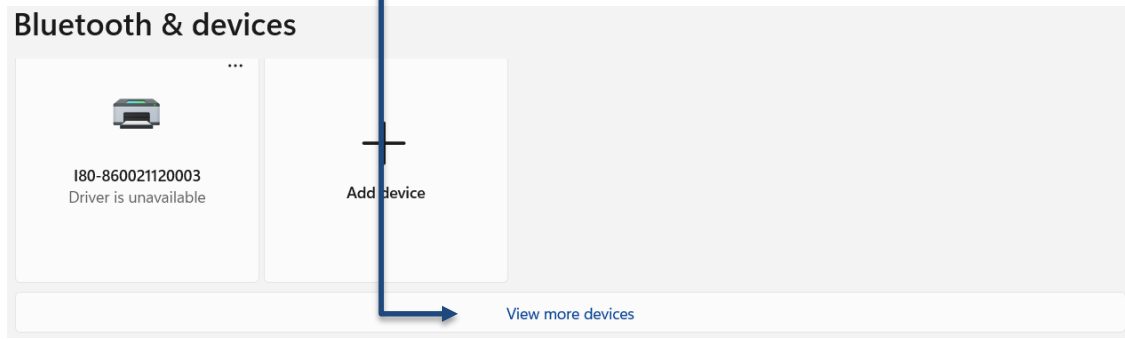 Bluetooth & devices
...
I80-860021120003
Driver is unavailable
Add device
View more devices